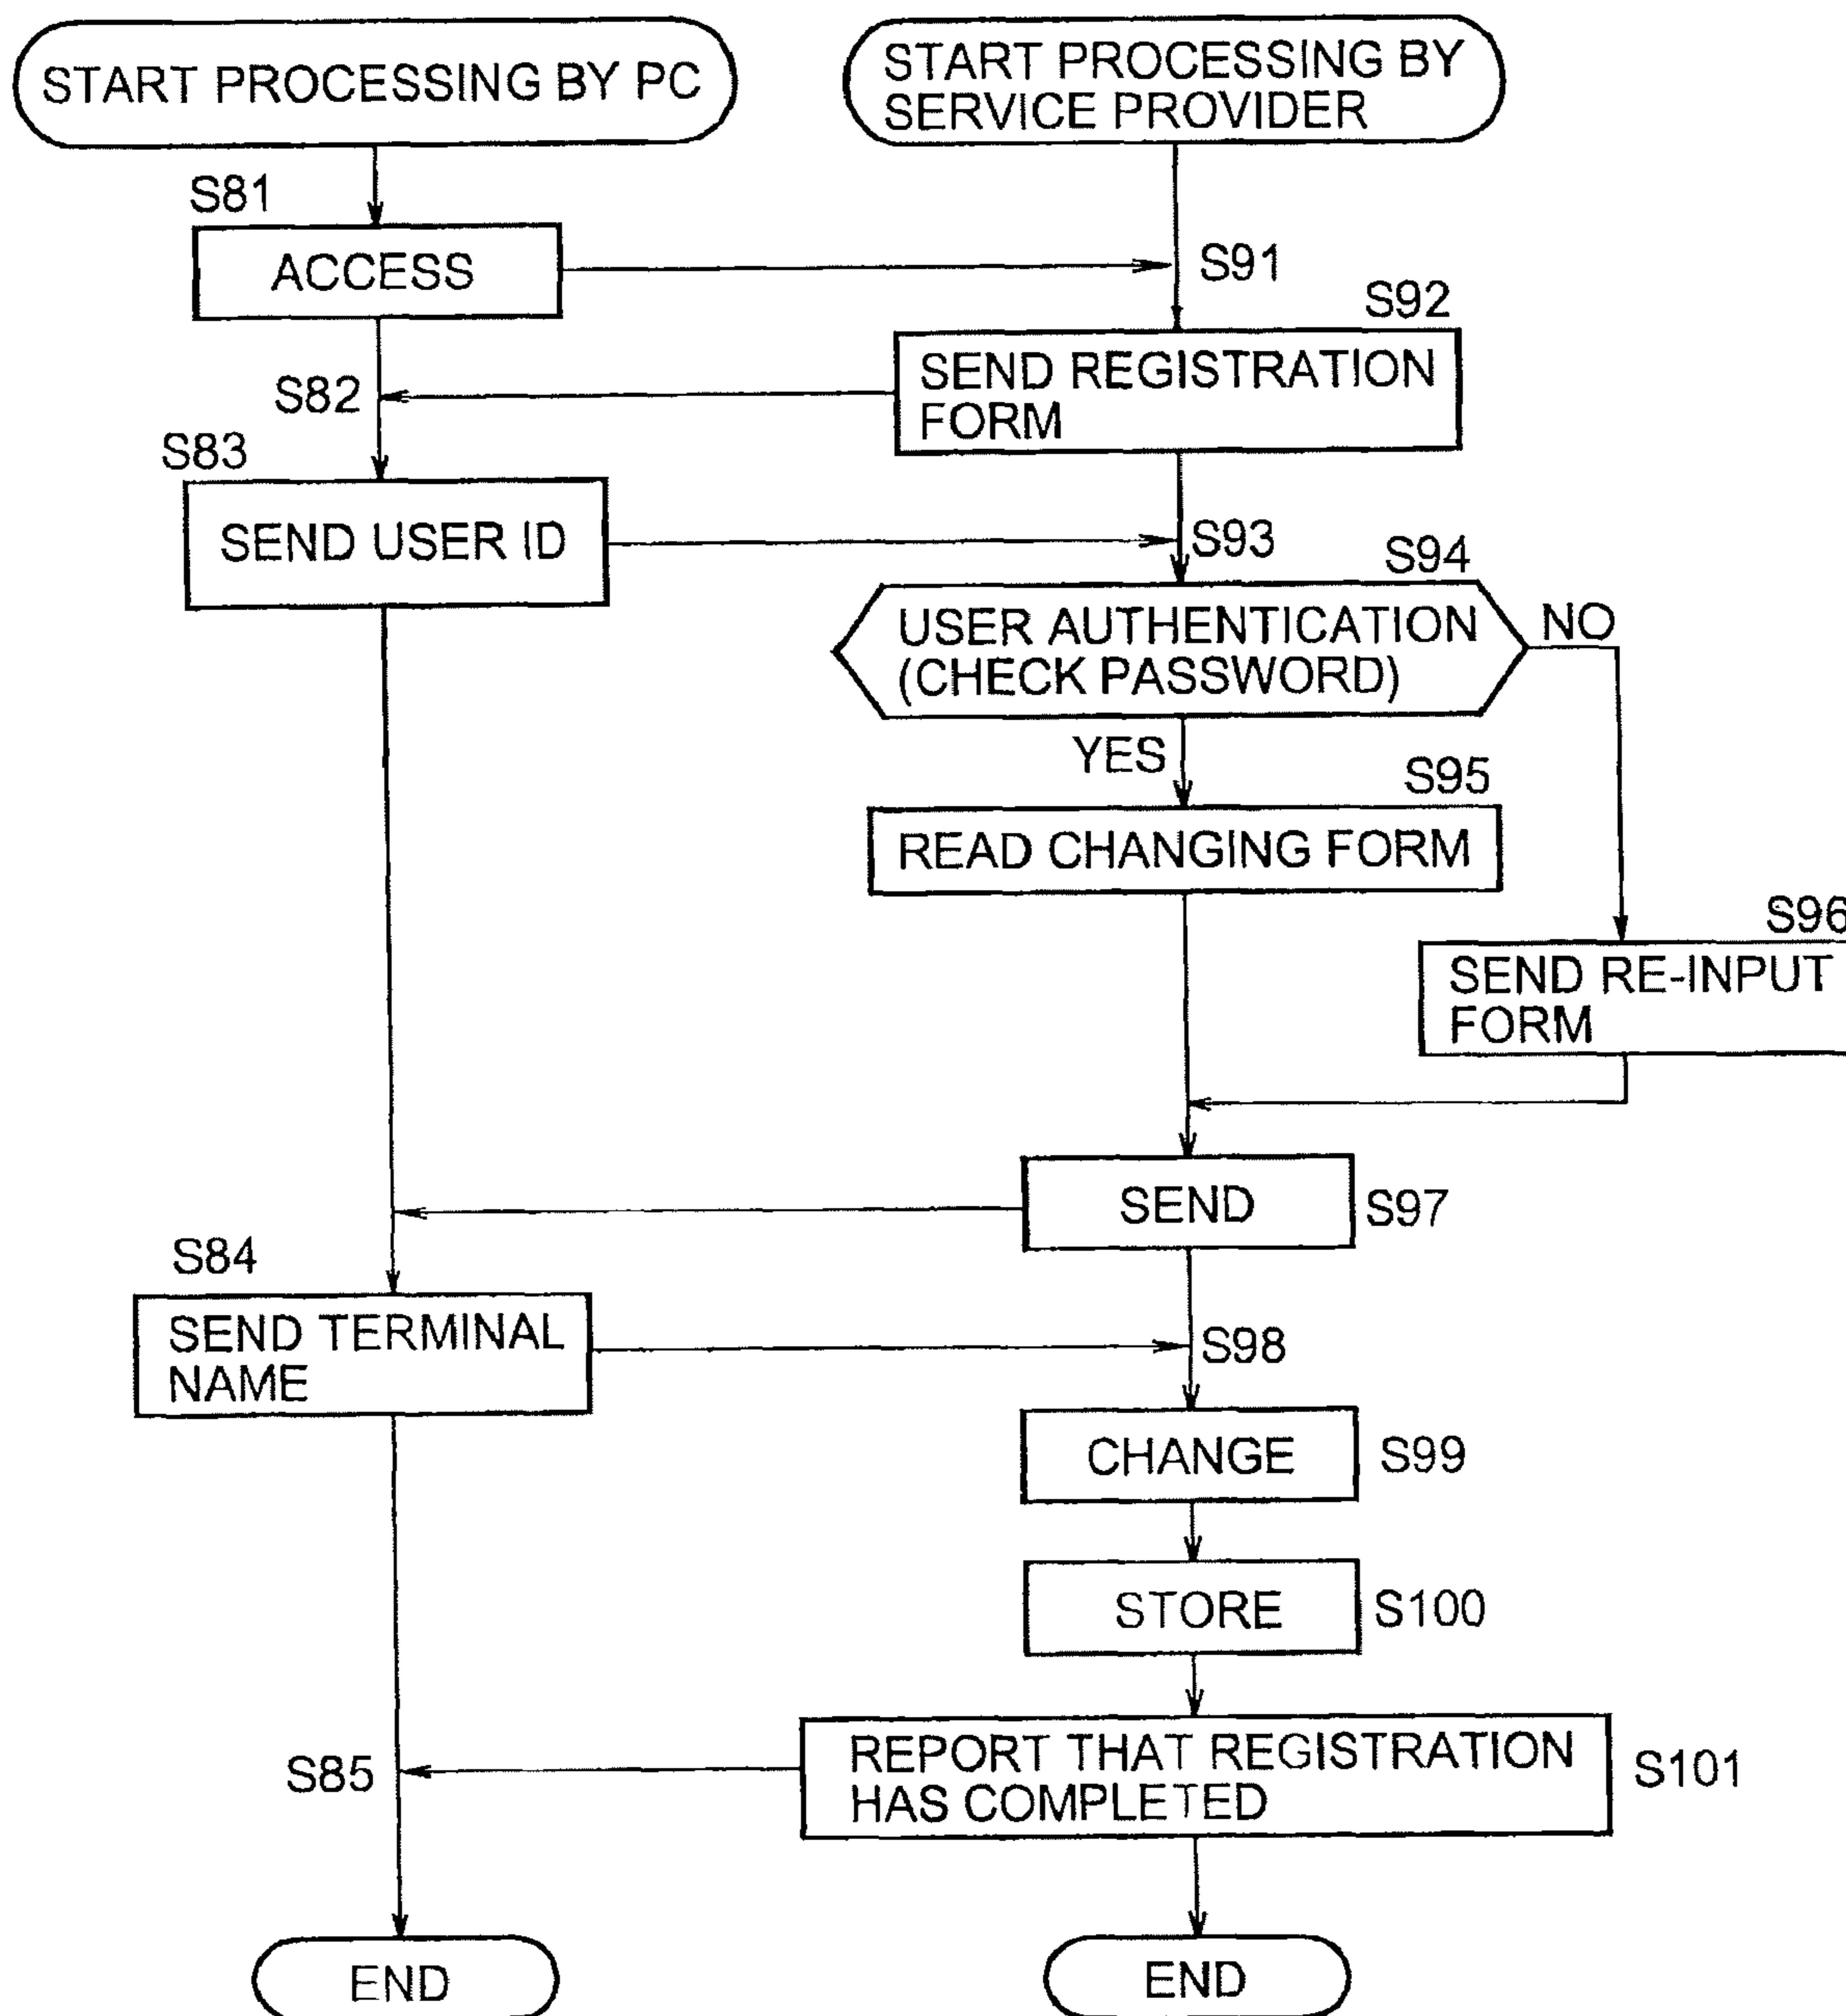 START PROCESSING BY PC
START PROCESSING BY
SERVICE PROVIDER
S81
ACCESS
S91
S92
SEND REGISTRATION
FORM
S82
S83
SEND USER ID
S93
S94
USER AUTHENTICATION
(CHECK PASSWORD)
NO
YES
S95
READ CHANGING FORM
S96
SEND RE-INPUT
FORM
SEND
S97
S84
SEND TERMINAL
NAME
S98
CHANGE
S99
STORE
S100
REPORT THAT REGISTRATION
HAS COMPLETED
S101
S85
END
END